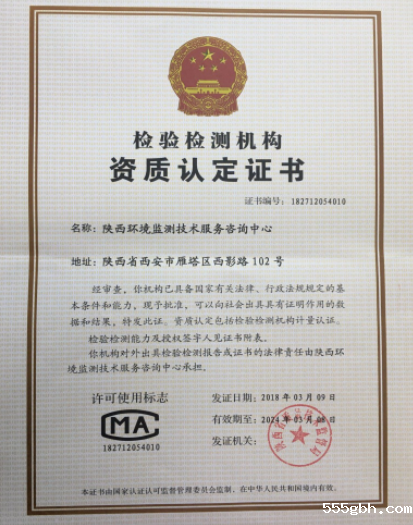 检验检测机构
资质认定证书
证书编号：182712054010
名称：陕西环境监测技术服务咨询中心
地址：陕西省西安市雁塔区西影路102号
经审查，你机构已具备国家有关法律、行政法规规定的基
本条件和能力，现予批准，可以向社会出具具有证明作用的数
据和结果，特发此证。资质认定包括检验检测机构计量认证。
检验检测能力及授权签字人见证书附表。
你机构对外出具检验检测报告或证书的法律责任由陕西环
境监测技术服务咨询中心承担。
许可使用标志
MA
182712054010
发证日期：2018年03月09日
有效期至：2024年03月08日
发证机关：
本证书由国家认证认可监督管理委员会监制，在中华人民共和国境内有效。
555gbh.com